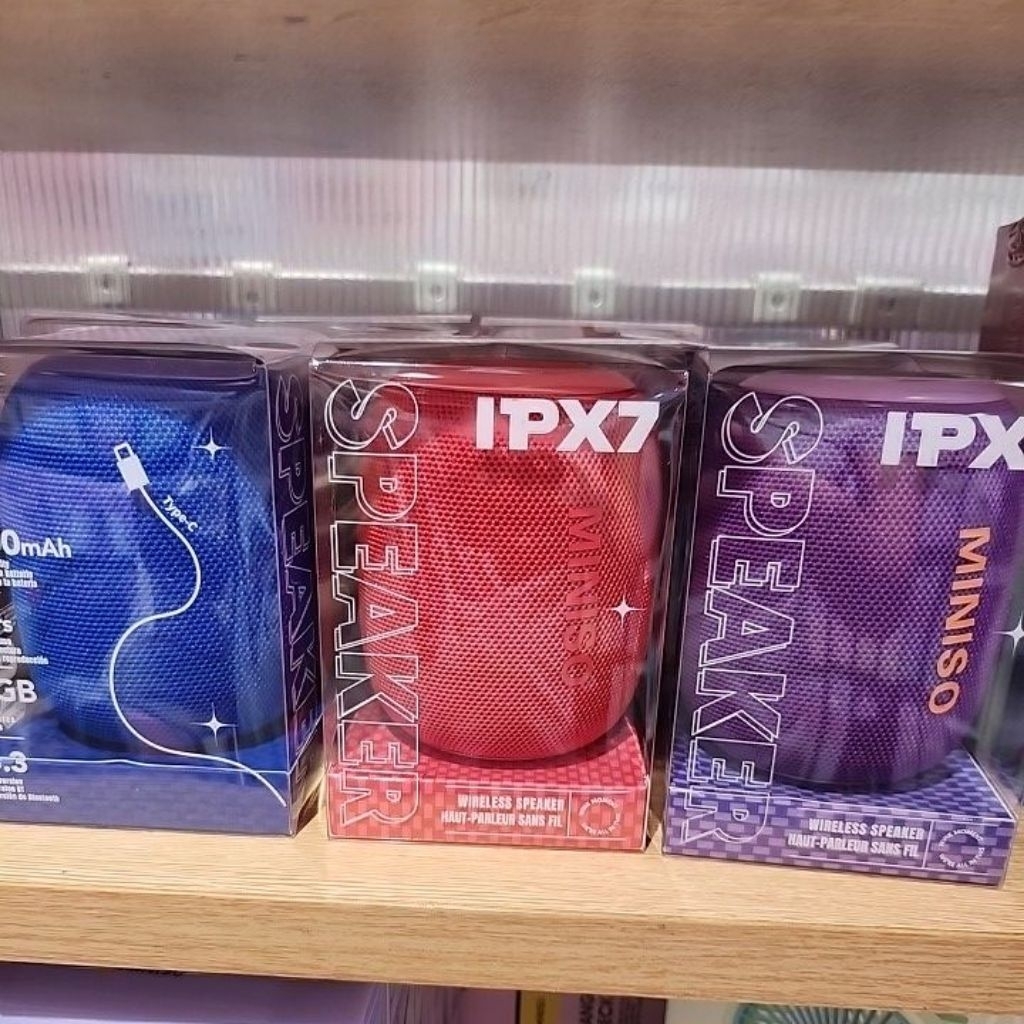 0mAh
Type-C
GB
.3
SPEAKER
SPEAKER
IPX7
MINISO
WIRELESS SPEAKER
HAUT-PARLEUR SANS FIL
SPEAKER
IPX
MINISO
WIRELESS SPEAKER
HAUT-PARLEUR SANS FIL